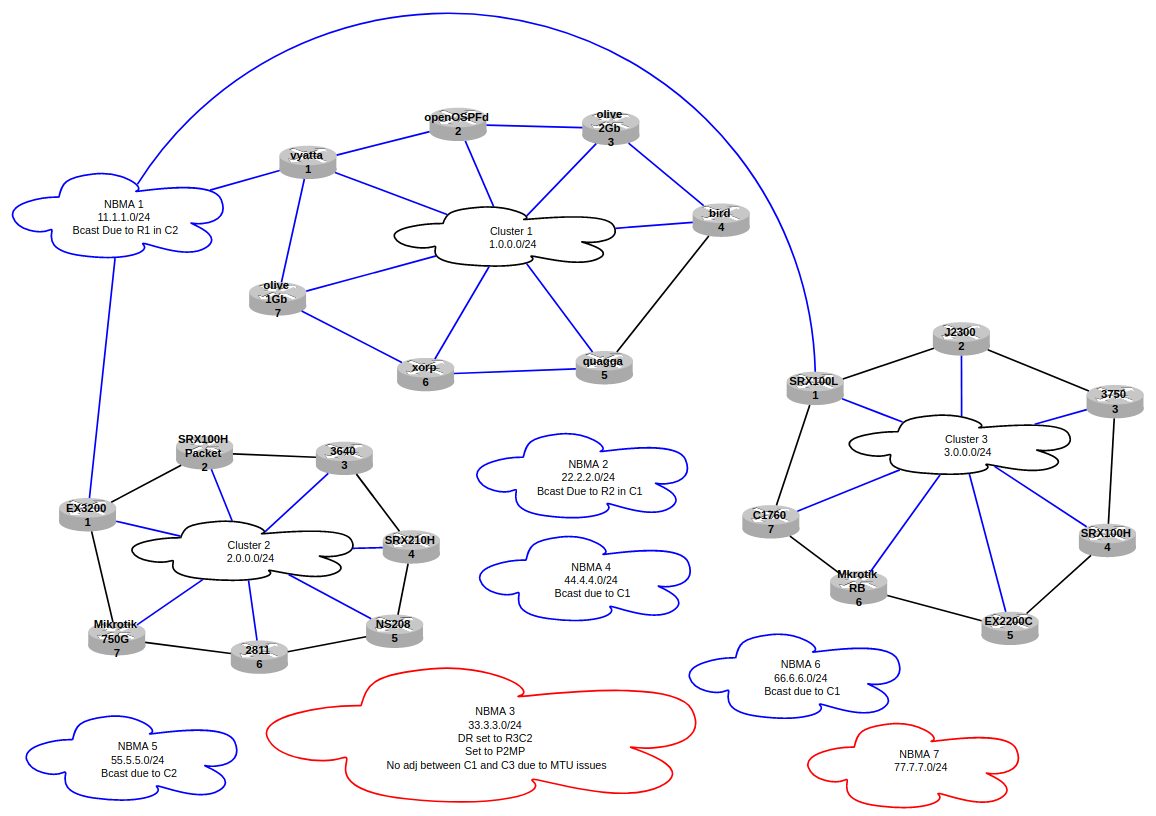 openOSPFd
2
olive
2Gb
3
vyatta
1
NBMA 1
11.1.1.0/24
Bcast Due to R1 in C2
bird
4
Cluster 1
1.0.0.0/24
olive
1Gb
7
xorp
6
quagga
5
J2300
2
SRX100L
1
3750
3
Cluster 3
3.0.0.0/24
C1760
7
SRX100H
4
Mkrotik
RB
6
EX2200C
5
SRX100H
Packet
2
3640
3
EX3200
1
Cluster 2
2.0.0.0/24
SRX210H
4
Mikrotik
750G
7
2811
6
NS208
5
NBMA 2
22.2.2.0/24
Bcast Due to R2 in C1
NBMA 4
44.4.4.0/24
Bcast due to C1
NBMA 6
66.6.6.0/24
Bcast due to C1
NBMA 3
33.3.3.0/24
DR set to R3C2
Set to P2MP
No adj between C1 and C3 due to MTU issues
NBMA 5
55.5.5.0/24
Bcast due to C2
NBMA 7
77.7.7.0/24